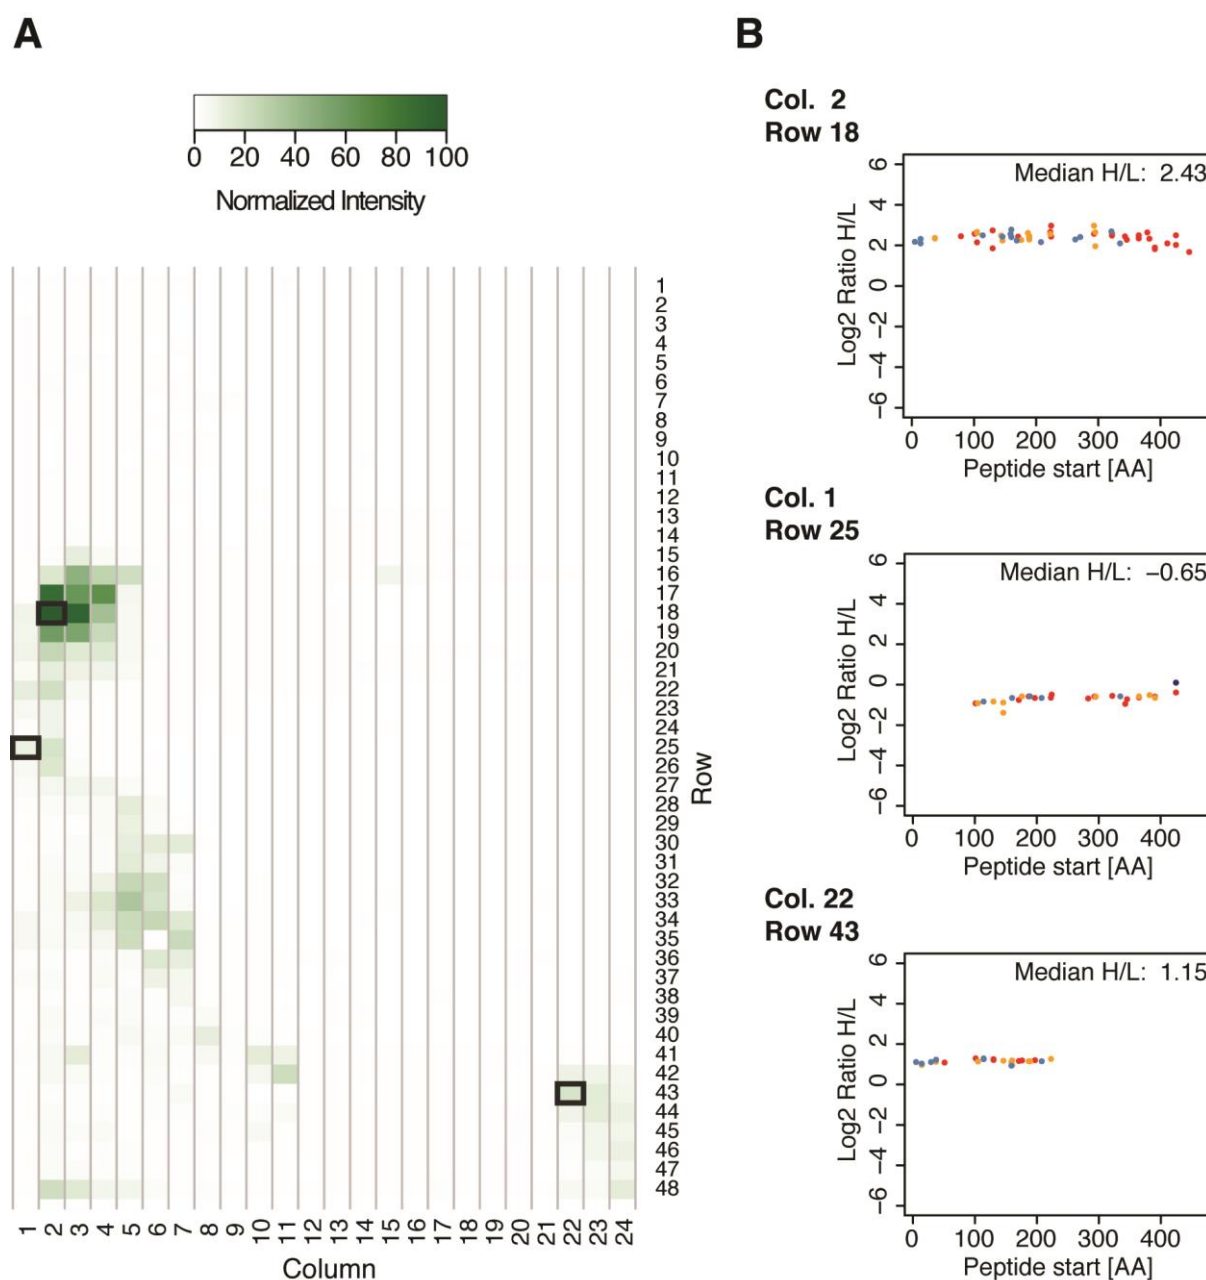 A
0 20 40 60 80 100
Normalized Intensity
1
2
3
4
5
6
7
8
9
10
11
12
13
14
15
16
17
18
19
20
21
22
23
24
25
26
27
28
29
30
31
32
33
34
35
36
37
38
39
40
41
42
43
44
45
46
47
48
Row
1 2 3 4 5 6 7 8 9 10 11 12 13 14 15 16 17 18 19 20 21 22 23 24
Column
B
Col. 2
Row 18
Median H/L: 2.43
Log2 Ratio H/L
6
4
2
0
−2
−4
−6
0 100 200 300 400
Peptide start [AA]
Col. 1
Row 25
Median H/L: −0.65
Log2 Ratio H/L
6
4
2
0
−2
−4
−6
0 100 200 300 400
Peptide start [AA]
Col. 22
Row 43
Median H/L: 1.15
Log2 Ratio H/L
6
4
2
0
−2
−4
−6
0 100 200 300 400
Peptide start [AA]